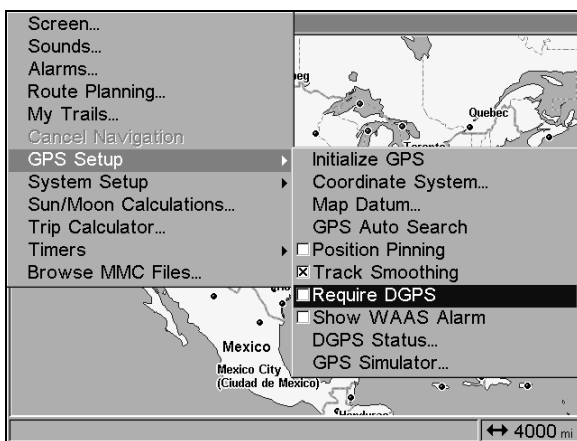 Screen...
Sounds...
Alarms...
Route Planning...
My Trails...
Cancel Navigation
GPS Setup
System Setup
Sun/Moon Calculations...
Trip Calculator...
Timers
Browse MMC Files...
Quebec
Toronto
Initialize GPS
Coordinate System...
Map Datum...
GPS Auto Search
Position Pinning
Track Smoothing
Require DGPS
Show WAAS Alarm
DGPS Status...
GPS Simulator...
Mexico
Mexico City
(Ciudad de Mexico)
Honduras
4000 mi